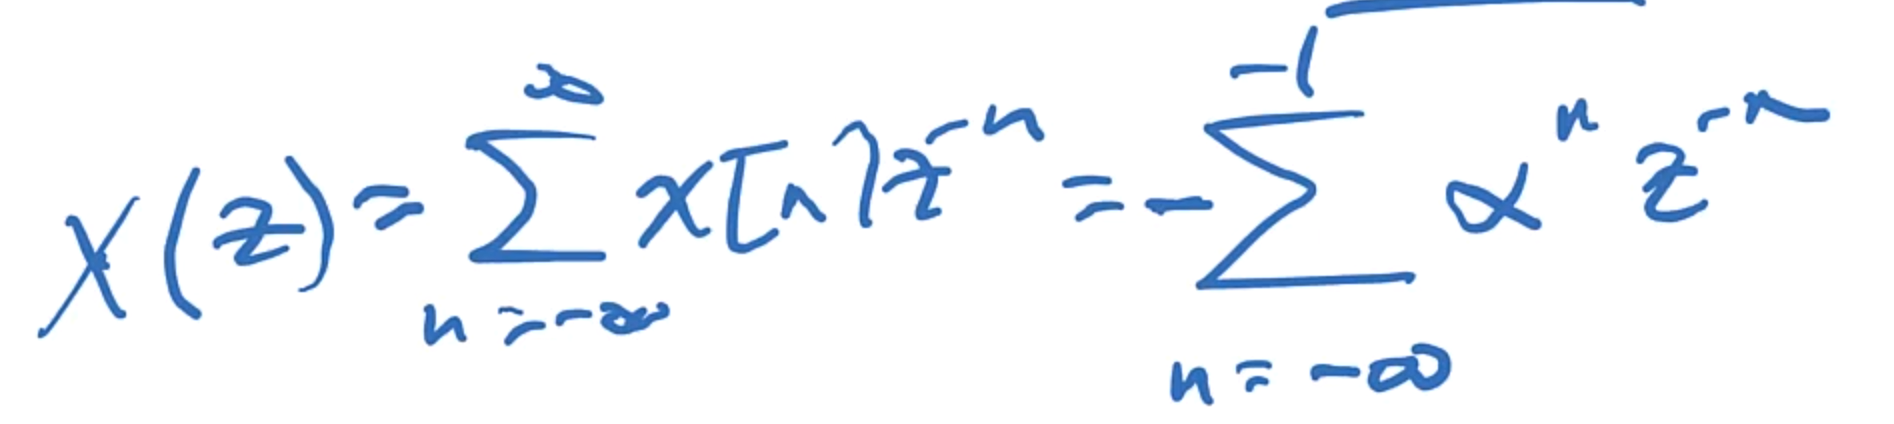 X(z) = ∑_{n=-∞}^{∞} x[n] z^{-n} = -∑_{n=-∞}^{-1} α^n z^{-n}